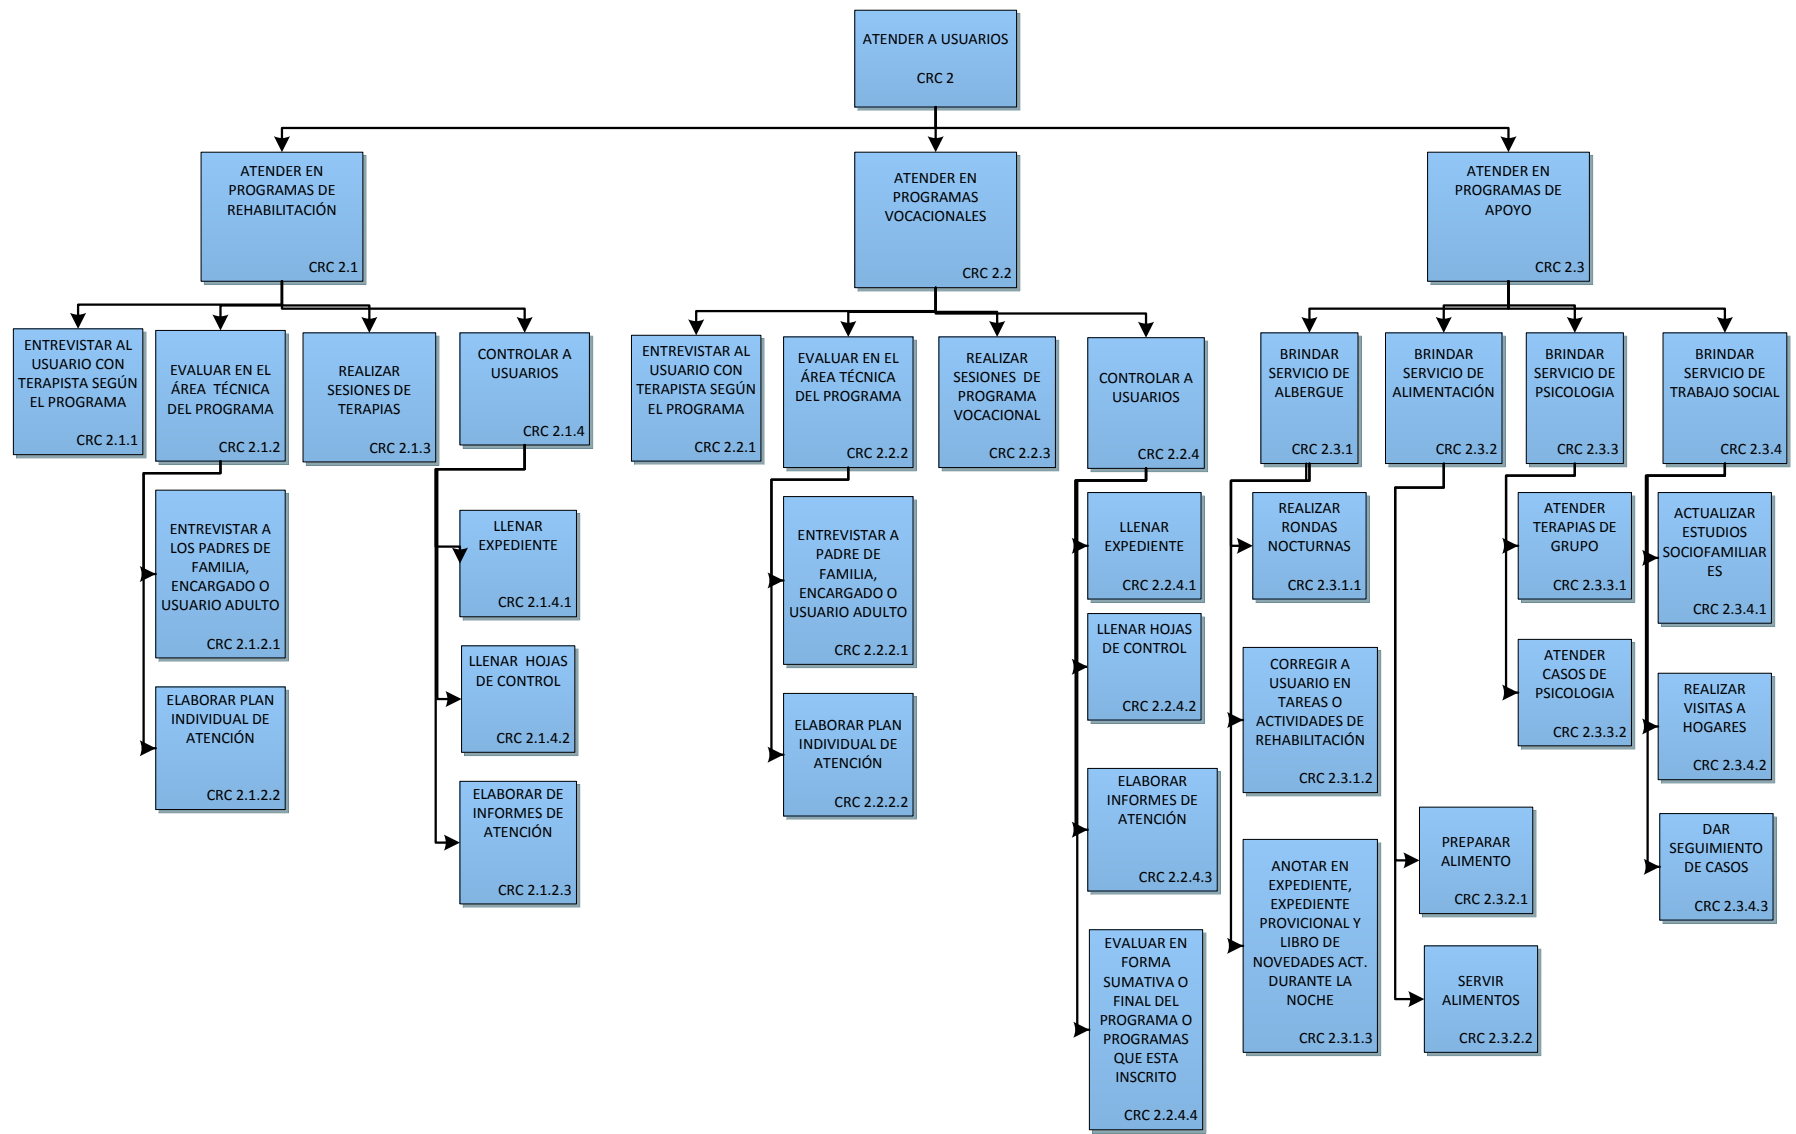 ATENDER A USUARIOS
CRC 2
ATENDER EN
PROGRAMAS DE
REHABILITACIÓN
CRC 2.1
ATENDER EN
PROGRAMAS
VOCACIONALES
CRC 2.2
ATENDER EN
PROGRAMAS DE
APOYO
CRC 2.3
ENTREVISTAR AL
USUARIO CON
TERAPISTA SEGÚN
EL PROGRAMA
CRC 2.1.1
EVALUAR EN EL
ÁREA TÉCNICA
DEL PROGRAMA
CRC 2.1.2
REALIZAR
SESIONES DE
TERAPIAS
CRC 2.1.3
CONTROLAR A
USUARIOS
CRC 2.1.4
ENTREVISTAR AL
USUARIO CON
TERAPISTA SEGÚN
EL PROGRAMA
CRC 2.2.1
EVALUAR EN EL
ÁREA TÉCNICA
DEL PROGRAMA
CRC 2.2.2
REALIZAR
SESIONES DE
PROGRAMA
VOCACIONAL
CRC 2.2.3
CONTROLAR A
USUARIOS
CRC 2.2.4
BRINDAR
SERVICIO DE
ALBERGUE
CRC 2.3.1
BRINDAR
SERVICIO DE
ALIMENTACIÓN
CRC 2.3.2
BRINDAR
SERVICIO DE
PSICOLOGIA
CRC 2.3.3
BRINDAR
SERVICIO DE
TRABAJO SOCIAL
CRC 2.3.4
ENTREVISTAR A
LOS PADRES DE
FAMILIA,
ENCARGADO O
USUARIO ADULTO
CRC 2.1.2.1
ELABORAR PLAN
INDIVIDUAL DE
ATENCIÓN
CRC 2.1.2.2
LLENAR
EXPEDIENTE
CRC 2.1.4.1
LLENAR HOJAS
DE CONTROL
CRC 2.1.4.2
ELABORAR DE
INFORMES DE
ATENCIÓN
CRC 2.1.2.3
ENTREVISTAR A
PADRE DE
FAMILIA,
ENCARGADO O
USUARIO ADULTO
CRC 2.2.2.1
ELABORAR PLAN
INDIVIDUAL DE
ATENCIÓN
CRC 2.2.2.2
LLENAR
EXPEDIENTE
CRC 2.2.4.1
LLENAR HOJAS
DE CONTROL
CRC 2.2.4.2
ELABORAR
INFORMES DE
ATENCIÓN
CRC 2.2.4.3
EVALUAR EN
FORMA
SUMATIVA O
FINAL DEL
PROGRAMA O
PROGRAMAS
QUE ESTA
INSCRITO
CRC 2.2.4.4
REALIZAR
RONDAS
NOCTURNAS
CRC 2.3.1.1
CORREGIR A
USUARIO EN
TAREAS O
ACTIVIDADES DE
REHABILITACIÓN
CRC 2.3.1.2
ANOTAR EN
EXPEDIENTE,
EXPEDIENTE
PROVICIONAL Y
LIBRO DE
NOVEDADES ACT.
DURANTE LA
NOCHE
CRC 2.3.1.3
PREPARAR
ALIMENTO
CRC 2.3.2.1
SERVIR
ALIMENTOS
CRC 2.3.2.2
ATENDER
TERAPIAS DE
GRUPO
CRC 2.3.3.1
ATENDER
CASOS DE
PSICOLOGIA
CRC 2.3.3.2
ACTUALIZAR
ESTUDIOS
SOCIOFAMILIAR
ES
CRC 2.3.4.1
REALIZAR
VISITAS A
HOGARES
CRC 2.3.4.2
DAR
SEGUIMIENTO
DE CASOS
CRC 2.3.4.3